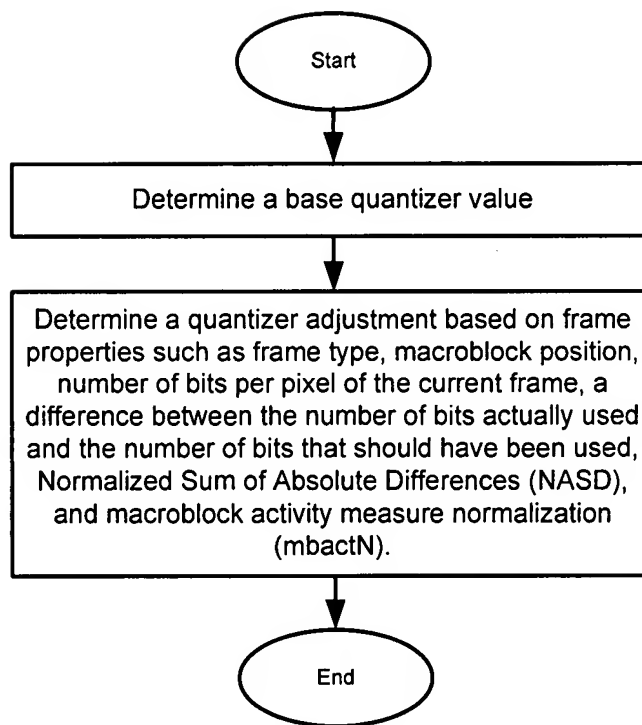 Start
Determine a base quantizer value
Determine a quantizer adjustment based on frame
properties such as frame type, macroblock position,
number of bits per pixel of the current frame, a
difference between the number of bits actually used
and the number of bits that should have been used,
Normalized Sum of Absolute Differences (NASD),
and macroblock activity measure normalization
(mbactN).
End